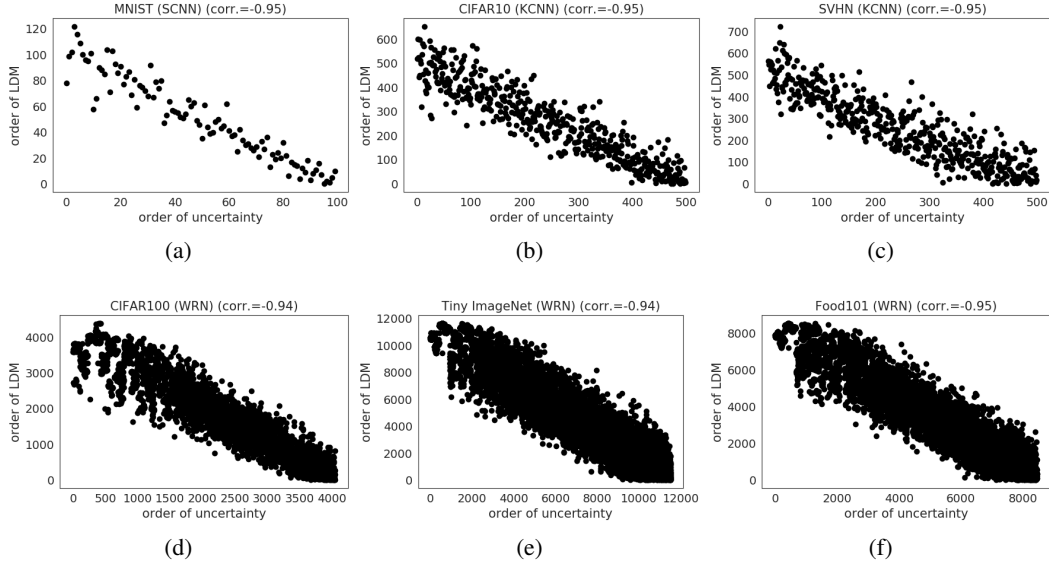 MNIST (SCNN) (corr.=-0.95)
CIFAR10 (KCNN) (corr.=-0.95)
SVHN (KCNN) (corr.=-0.95)
order of LDM
120
100
80
60
40
20
0
0 20 40 60 80 100
order of uncertainty
(a)
order of LDM
600
500
400
300
200
100
0
0 100 200 300 400 500
order of uncertainty
(b)
order of LDM
700
600
500
400
300
200
100
0
0 100 200 300 400 500
order of uncertainty
(c)
CIFAR100 (WRN) (corr.=-0.94)
Tiny ImageNet (WRN) (corr.=-0.94)
Food101 (WRN) (corr.=-0.95)
order of LDM
4000
3000
2000
1000
0
0 500 1000 1500 2000 2500 3000 3500 4000
order of uncertainty
(d)
order of LDM
12000
10000
8000
6000
4000
2000
0
0 2000 4000 6000 8000 10000 12000
order of uncertainty
(e)
order of LDM
8000
6000
4000
2000
0
0 2000 4000 6000 8000
order of uncertainty
(f)